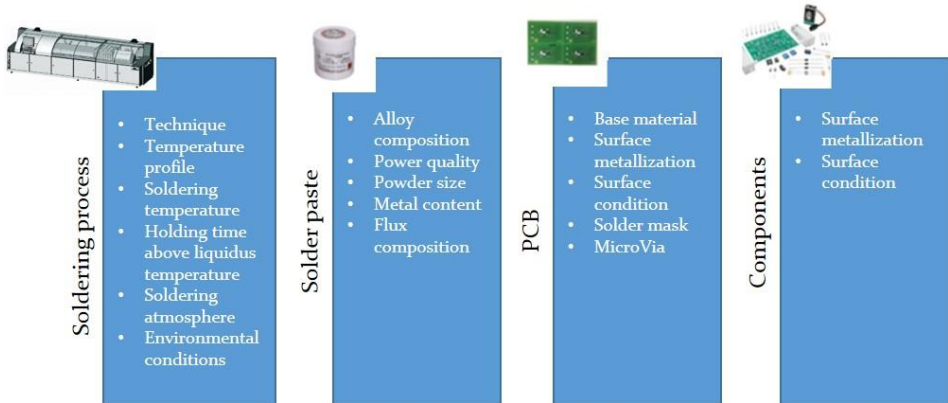 Soldering process
• Technique
• Temperature
profile
• Soldering
temperature
• Holding time
above liquidus
temperature
• Soldering
atmosphere
• Environmental
conditions
Solder paste
• Alloy
composition
• Power quality
• Powder size
• Metal content
• Flux
composition
PCB
• Base material
• Surface
metallization
• Surface
condition
• Solder mask
• MicroVia
Components
• Surface
metallization
• Surface
condition